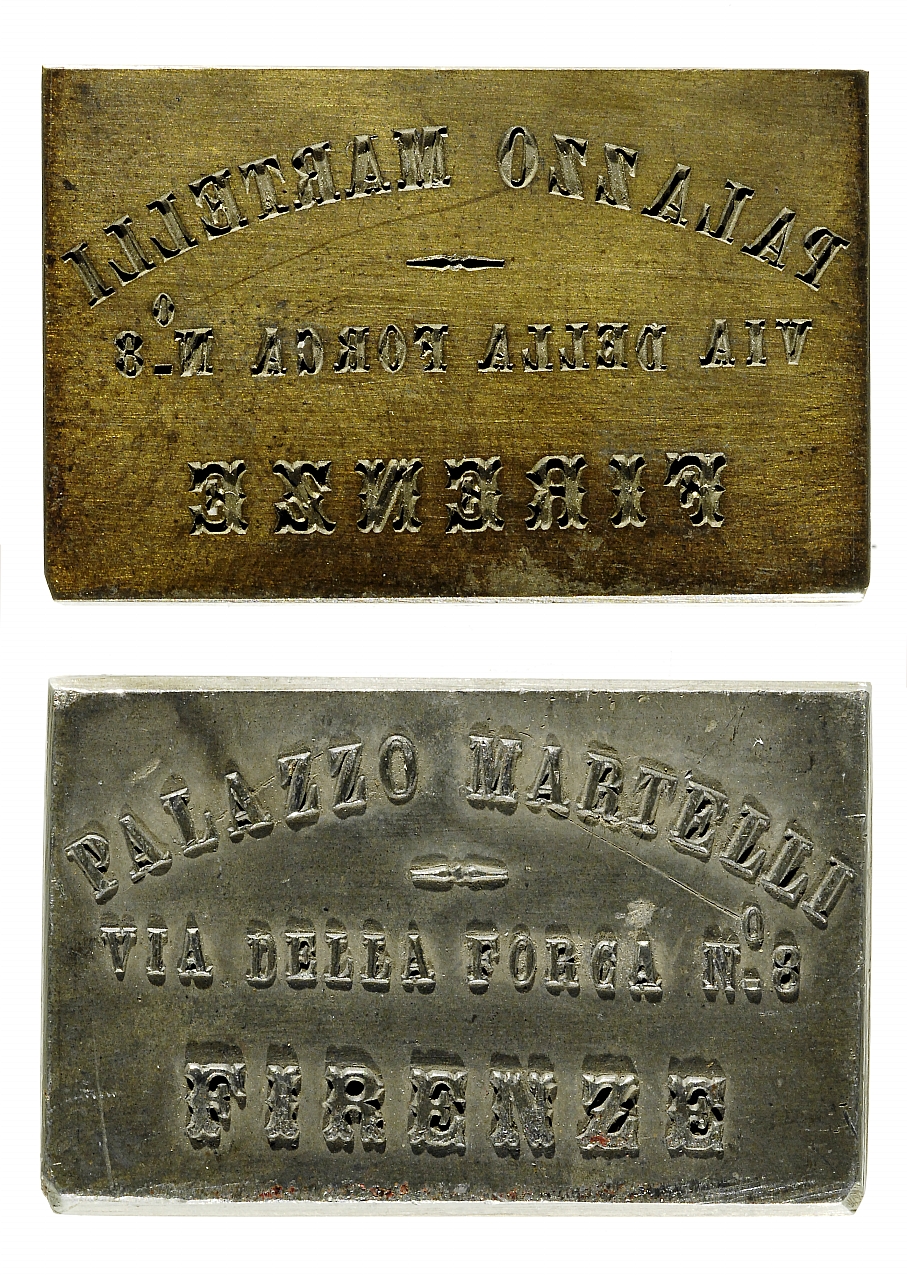 PALAZZO MARTELLI
VIA DELLA FORCA N.º 8
FIRENZE
PALAZZO MARTELLI
VIA DELLA FORCA N.º 8
FIRENZE